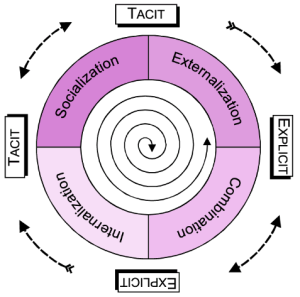 TACIT
Socialization
Externalization
TACIT
EXPLICIT
Internalization
Combination
EXPLICIT